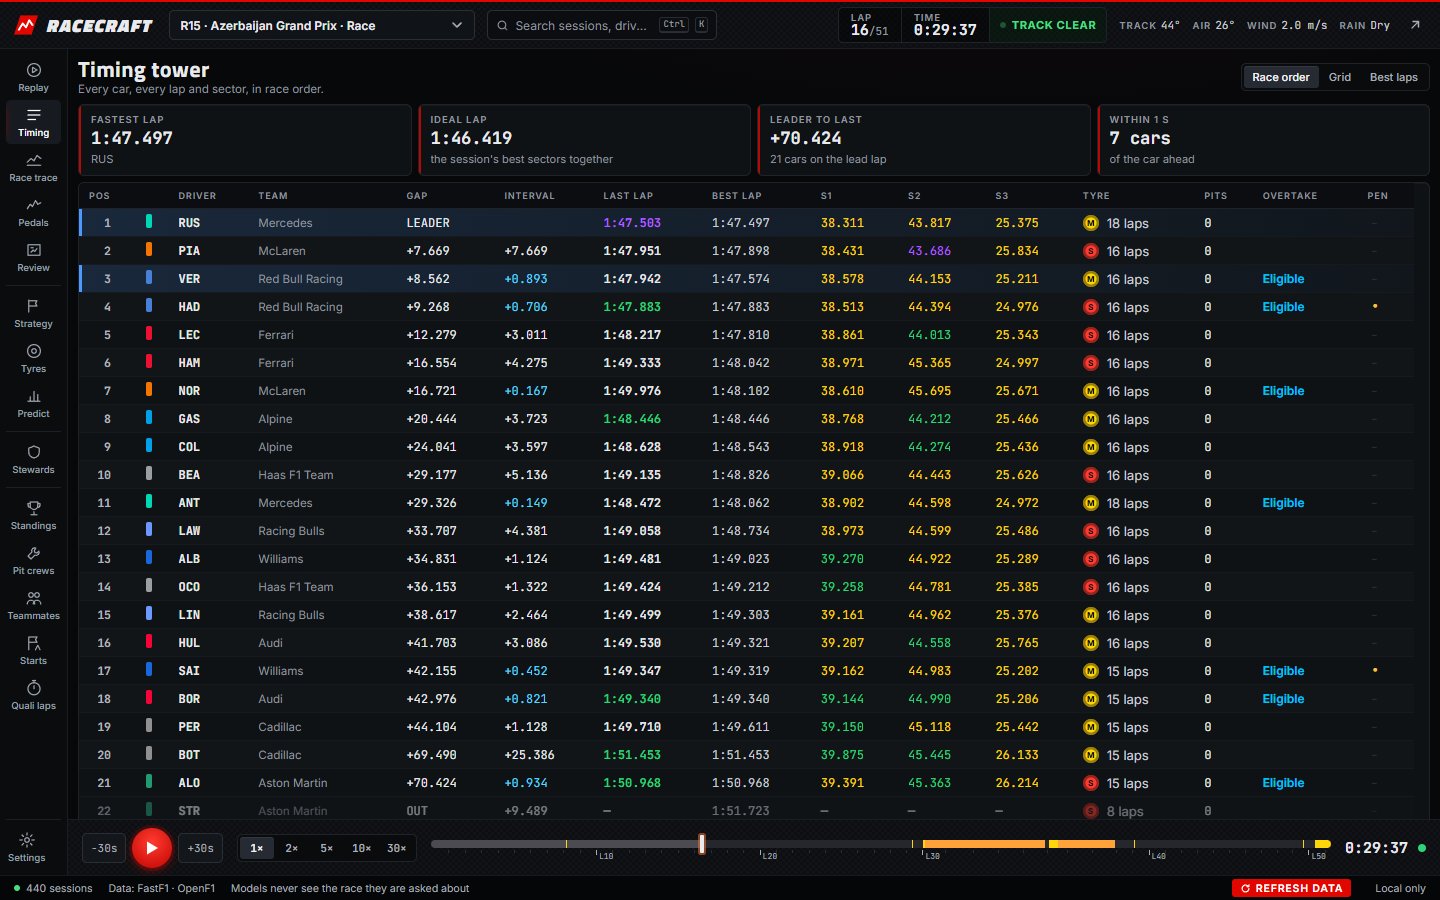 RACECRAFT
R15 · Azerbaijan Grand Prix · Race
Search sessions, driv... Ctrl K
LAP 16/51
TIME 0:29:37
TRACK CLEAR
TRACK 44° AIR 26° WIND 2.0 m/s RAIN Dry
Replay
Timing
Race trace
Pedals
Review
Strategy
Tyres
Predict
Stewards
Standings
Pit crews
Teammates
Starts
Quali laps
Settings
Timing tower
Every car, every lap and sector, in race order.
Race order Grid Best laps
FASTEST LAP
1:47.497
RUS
IDEAL LAP
1:46.419
the session's best sectors together
LEADER TO LAST
+70.424
21 cars on the lead lap
WITHIN 1 S
7 cars
of the car ahead
POS DRIVER TEAM GAP INTERVAL LAST LAP BEST LAP S1 S2 S3 TYRE PITS OVERTAKE PEN
1 RUS Mercedes LEADER 1:47.503 1:47.497 38.311 43.817 25.375 M 18 laps 0 –
2 PIA McLaren +7.669 +7.669 1:47.951 1:47.898 38.431 43.686 25.834 S 16 laps 0 –
3 VER Red Bull Racing +8.562 +0.893 1:47.942 1:47.574 38.578 44.153 25.211 M 16 laps 0 Eligible –
4 HAD Red Bull Racing +9.268 +0.706 1:47.883 1:47.883 38.513 44.394 24.976 S 16 laps 0 Eligible •
5 LEC Ferrari +12.279 +3.011 1:48.217 1:47.810 38.861 44.013 25.343 S 16 laps 0 –
6 HAM Ferrari +16.554 +4.275 1:49.333 1:48.042 38.971 45.365 24.997 S 16 laps 0 –
7 NOR McLaren +16.721 +0.167 1:49.976 1:48.102 38.610 45.695 25.671 M 16 laps 0 Eligible –
8 GAS Alpine +20.444 +3.723 1:48.446 1:48.446 38.768 44.212 25.466 M 16 laps 0 –
9 COL Alpine +24.041 +3.597 1:48.628 1:48.543 38.918 44.274 25.436 M 16 laps 0 –
10 BEA Haas F1 Team +29.177 +5.136 1:49.135 1:48.826 39.066 44.443 25.626 S 16 laps 0 –
11 ANT Mercedes +29.326 +0.149 1:48.472 1:48.062 38.902 44.598 24.972 M 18 laps 0 Eligible –
12 LAW Racing Bulls +33.707 +4.381 1:49.058 1:48.734 38.973 44.599 25.486 S 16 laps 0 –
13 ALB Williams +34.831 +1.124 1:49.481 1:49.023 39.270 44.922 25.289 S 16 laps 0 –
14 OCO Haas F1 Team +36.153 +1.322 1:49.424 1:49.212 39.258 44.781 25.385 S 16 laps 0 –
15 LIN Racing Bulls +38.617 +2.464 1:49.499 1:49.303 39.161 44.962 25.376 M 16 laps 0 –
16 HUL Audi +41.703 +3.086 1:49.530 1:49.321 39.207 44.558 25.765 M 16 laps 0 –
17 SAI Williams +42.155 +0.452 1:49.347 1:49.319 39.162 44.983 25.202 M 15 laps 0 Eligible •
18 BOR Audi +42.976 +0.821 1:49.340 1:49.340 39.144 44.990 25.206 M 15 laps 0 Eligible –
19 PER Cadillac +44.104 +1.128 1:49.710 1:49.611 39.150 45.118 25.442 M 15 laps 0 –
20 BOT Cadillac +69.490 +25.386 1:51.453 1:51.453 39.875 45.445 26.133 M 15 laps 0 –
21 ALO Aston Martin +70.424 +0.934 1:50.968 1:50.968 39.391 45.363 26.214 S 15 laps 0 Eligible –
22 STR Aston Martin OUT +9.489 – 1:51.723 – – – S 8 laps 0 –
-30s +30s 1× 2× 5× 10× 30× L10 L20 L30 L40 L50 0:29:37
440 sessions Data: FastF1 · OpenF1 Models never see the race they are asked about REFRESH DATA Local only